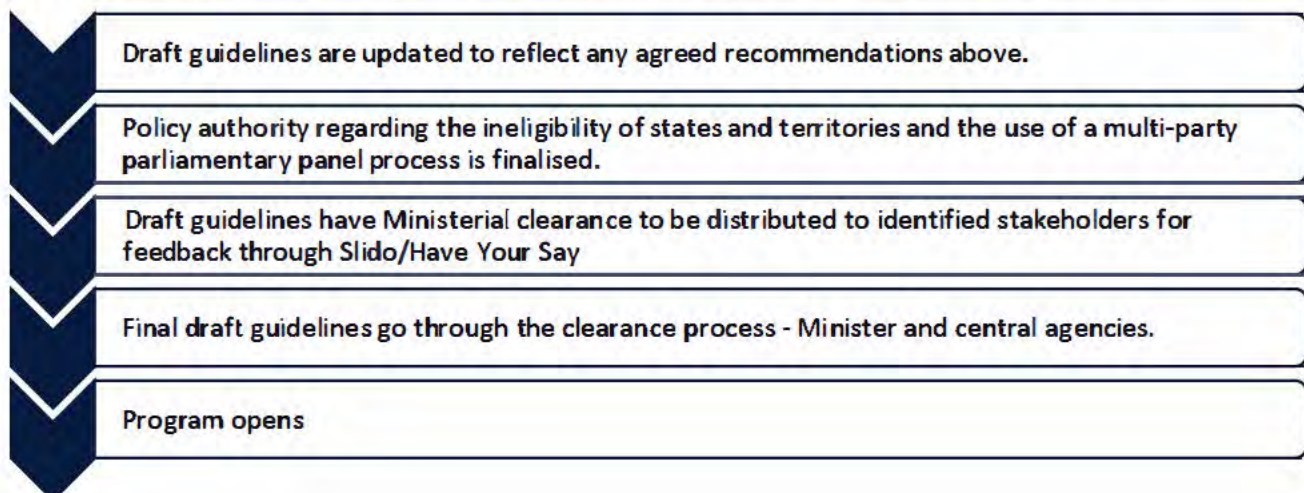 Draft guidelines are updated to reflect any agreed recommendations above.
Policy authority regarding the ineligibility of states and territories and the use of a multi-party
parliamentary panel process is finalised.
Draft guidelines have Ministerial clearance to be distributed to identified stakeholders for
feedback through Slido/Have Your Say
Final draft guidelines go through the clearance process - Minister and central agencies.
Program opens